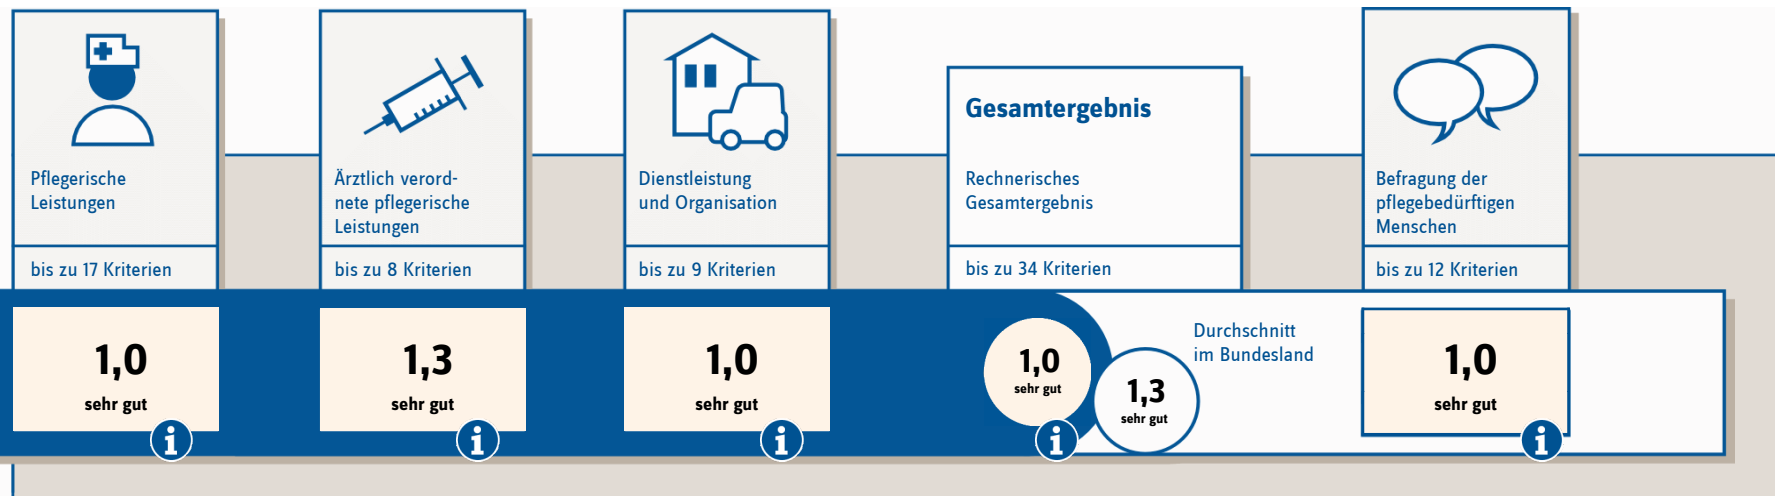 Pflegerische
Leistungen
bis zu 17 Kriterien
1,0
sehr gut
i
Ärztlich verord-
nete pflegerische
Leistungen
bis zu 8 Kriterien
1,3
sehr gut
i
Dienstleistung
und Organisation
bis zu 9 Kriterien
1,0
sehr gut
i
Gesamtergebnis
Rechnerisches
Gesamtergebnis
bis zu 34 Kriterien
1,0
sehr gut
i
1,3
sehr gut
Durchschnitt
im Bundesland
Befragung der
pflegebedürftigen
Menschen
bis zu 12 Kriterien
1,0
sehr gut
i